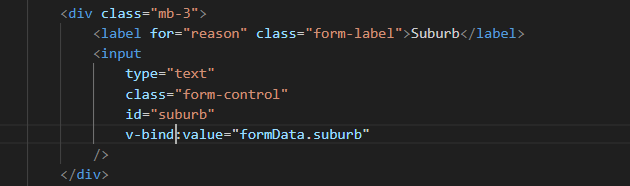 <div class="mb-3">
<label for="reason" class="form-label">Suburb</label>
<input
type="text"
class="form-control"
id="suburb"
v-bind:value="formData.suburb"
/>
</div>